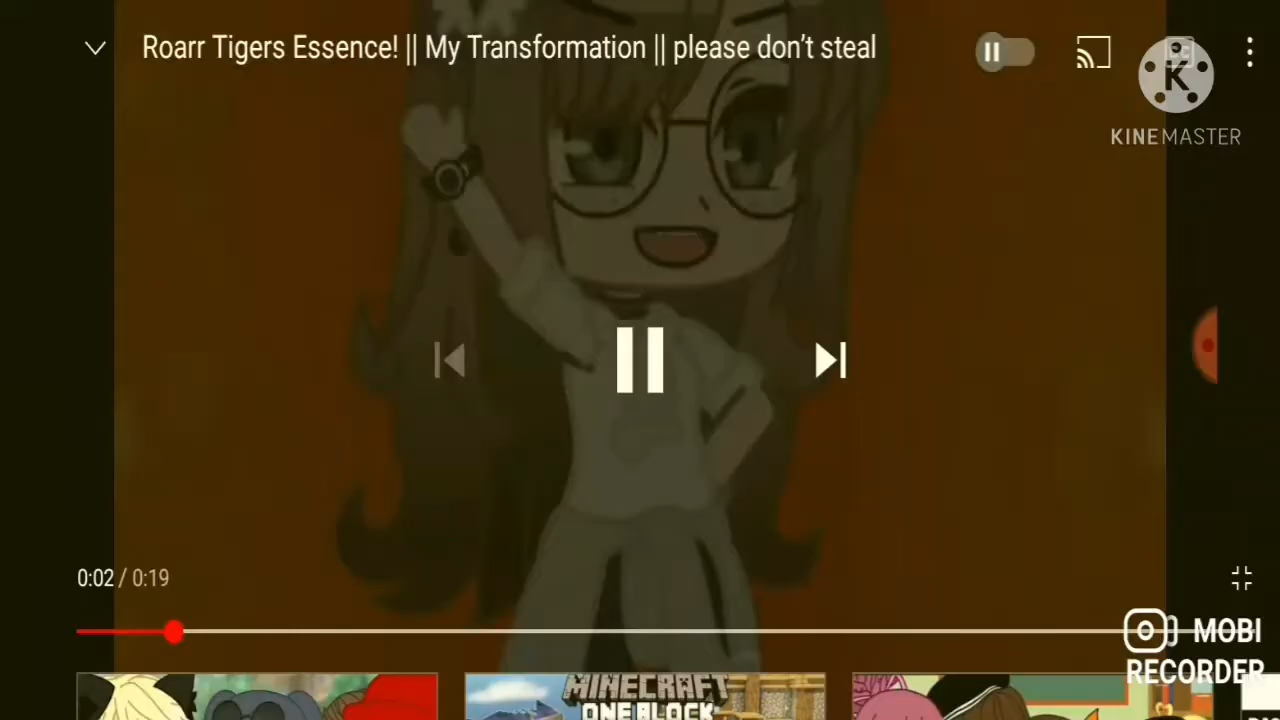 Roarr Tigers Essence! || My Transformation || please don't steal
K
KINEMASTER
0:02 / 0:19
MOBI
RECORDER
MINECRAFT
ONE BLOCK